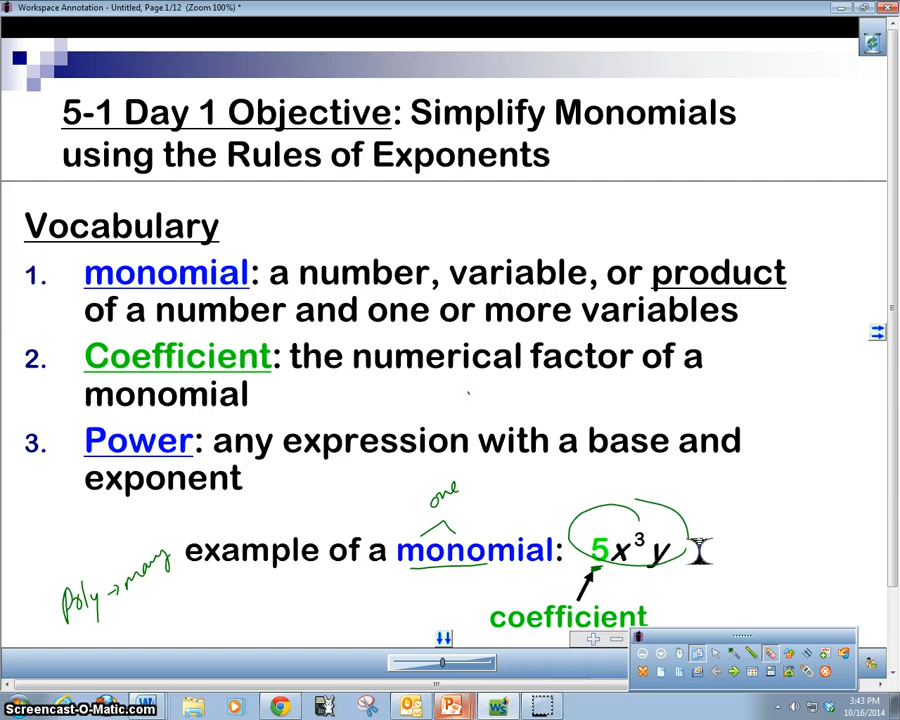 Workspace Annotation - Untitled, Page 1/12 (Zoom 100%) *
5-1 Day 1 Objective: Simplify Monomials
using the Rules of Exponents
Vocabulary
1. monomial: a number, variable, or product
of a number and one or more variables
2. Coefficient: the numerical factor of a
monomial
3. Power: any expression with a base and
exponent
one
example of a monomial: 5x³y
Poly → many
coefficient
3:43 PM
10/16/2014
Screencast-O-Matic.com